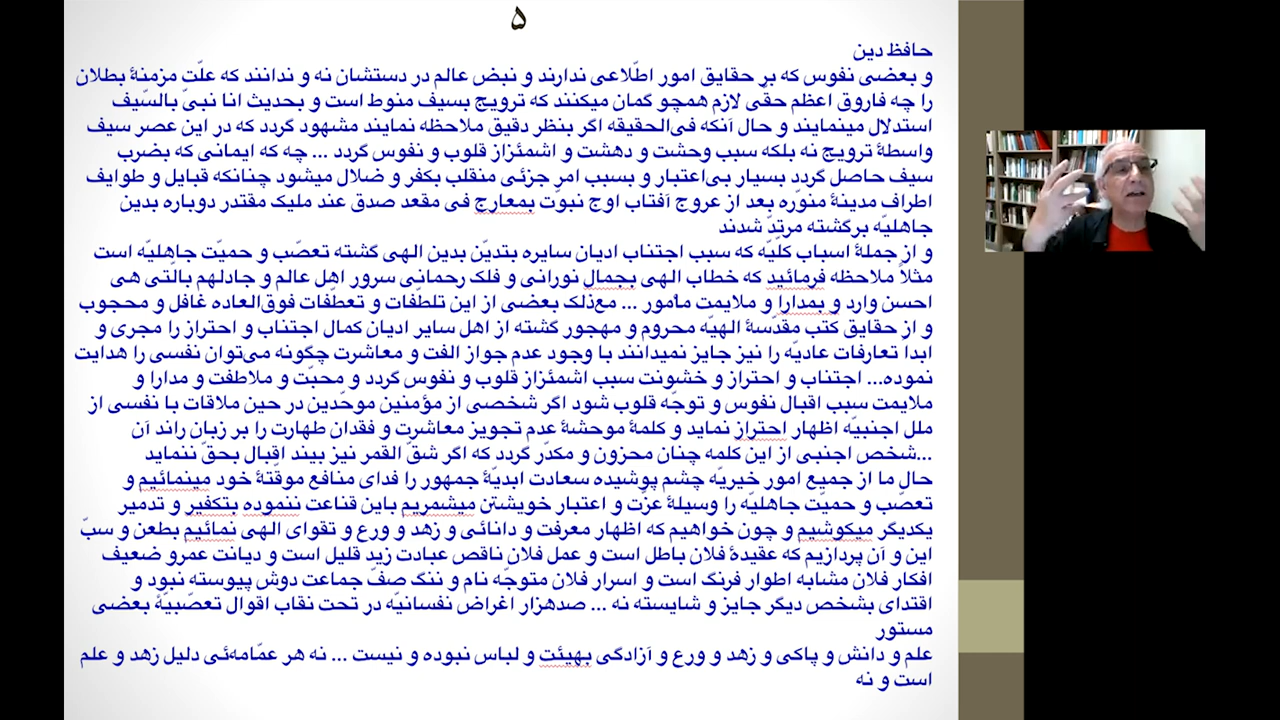 ۵
حافظ دین
و بعضی نفوس که بر حقایق امور اطّلاعی ندارند و نبض عالم در دستشان نه و ندانند که علّتِ مزمنهٔ بطلان
را چه فاروق اعظم حقّی لازم همچو گمان میکنند که ترویج بسیف منوط است و بحدیث انا نبیّ بالسّیف
استدلال مینمایند و حال آنکه فی‌الحقیقه اگر بنظر دقیق ملاحظه نمایند مشهود گردد که در این عصر سیف
واسطهٔ ترویج نه بلکه سبب وحشت و دهشت و اشمئزاز قلوب و نفوس گردد ... چه که ایمانی که بضرب
سیف حاصل گردد بسیار بی‌اعتبار و بسبب امر جزئی منقلب بکفر و ضلال میشود چنانکه قبایل و طوایف
اطراف مدینهٔ منوّره بعد از عروج آفتاب اوج نبوت بمعارج فی مقعد صدق عند ملیک مقتدر دوباره بدین
جاهلیّه برگشته مرتدّ شدند
و از جملهٔ اسباب کلیّه که سبب اجتناب ادیان سایره بتدیّن بدین الهی گشته تعصّب و حمیّت جاهلیّه است
مثلاً ملاحظه فرمائید که خطاب الهی بجمال نورانی و فلک رحمانی سرور اهل عالم و جادلهم بالتی هی
احسن وارد و بمدارا و ملایمت مأمور ... مع‌ذلک بعضی از این تلطّفات و تعطّفات فوق‌العاده غافل و محجوب
و از حقایق کتب مقدّسهٔ الهیّه محروم و مهجور گشته از اهل سایر ادیان کمال اجتناب و احتراز را مجری و
ابداً تعارفات عادیّه را نیز جایز نمیدانند با وجود عدم جواز الفت و معاشرت چگونه می‌توان نفسی را هدایت
نموده... اجتناب و احتراز و خشونت سبب اشمئزاز قلوب و نفوس گردد و محبّت و ملاطفت و مدارا و
ملایمت سبب اقبال نفوس و توجّه قلوب شود اگر شخصی از مؤمنین موحّدین در حین ملاقات با نفسی از
ملل اجنبیّه اظهار احتراز نماید و کلمهٔ موحشهٔ عدم تجویز معاشرت و فقدان طهارت را بر زبان راند آن
...شخص اجنبی از این کلمه چنان محزون و مکدّر گردد که اگر شقّ القمر نیز بیند اقبال بحقّ ننماید
حال ما از جمیع امور خیریّه چشم پوشیده سعادت ابدیّهٔ جمهور را فدای منافع موقّتهٔ خود مینمائیم و
تعصّب و حمیّت جاهلیّه را وسیلهٔ عزّت و اعتبار خویشتن میشمریم باین قناعت ننموده بتکفیر و تدمیر
یکدیگر میکوشیم و چون خواهیم که اظهار معرفت و دانائی و زهد و ورع و تقوای الهی نمائیم بطعن و سبّ
این و آن پردازیم که عقیدهٔ فلان باطل است و عمل فلان ناقص عبادت زید قلیل است و دیانت عمرو ضعیف
افکار فلان مشابه اطوار فرنگ است و اسرار فلان متوجّه نام و ننگ صفّ جماعت دوش پیوسته نبود و
اقتدای بشخص دیگر جایز و شایسته نه ... صدهزار اغراض نفسانیّه در تحت نقاب اقوال تعصّبیّهٔ بعضی
مستور
علم و دانش و پاکی و زهد و ورع و آزادگی بهیئت و لباس نبوده و نیست ... نه هر عمّامه‌ئی دلیل زهد و علم
است و نه